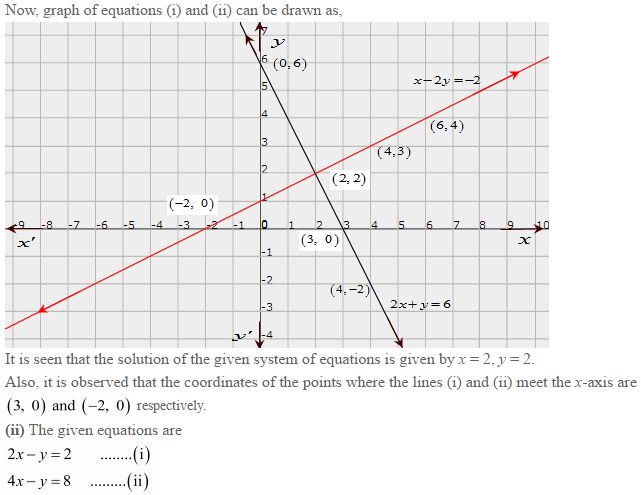 Now, graph of equations (i) and (ii) can be drawn as,
7
y
6
(0, 6)
5
x−2y=−2
4
(6, 4)
3
(4,3)
2
(2, 2)
(−2, 0)
1
-9 -8 -7 -6 -5 -4 -3 -2 -1 0 1 2 3 4 5 6 7 8 9 10
x′
(3, 0)
x
-1
-2
(4,−2)
-3
2x+y=6
y′
-4
It is seen that the solution of the given system of equations is given by x = 2, y = 2.
Also, it is observed that the coordinates of the points where the lines (i) and (ii) meet the x-axis are
(3, 0) and (−2, 0) respectively.
(ii) The given equations are
2x − y = 2 ........(i)
4x − y = 8 .........(ii)